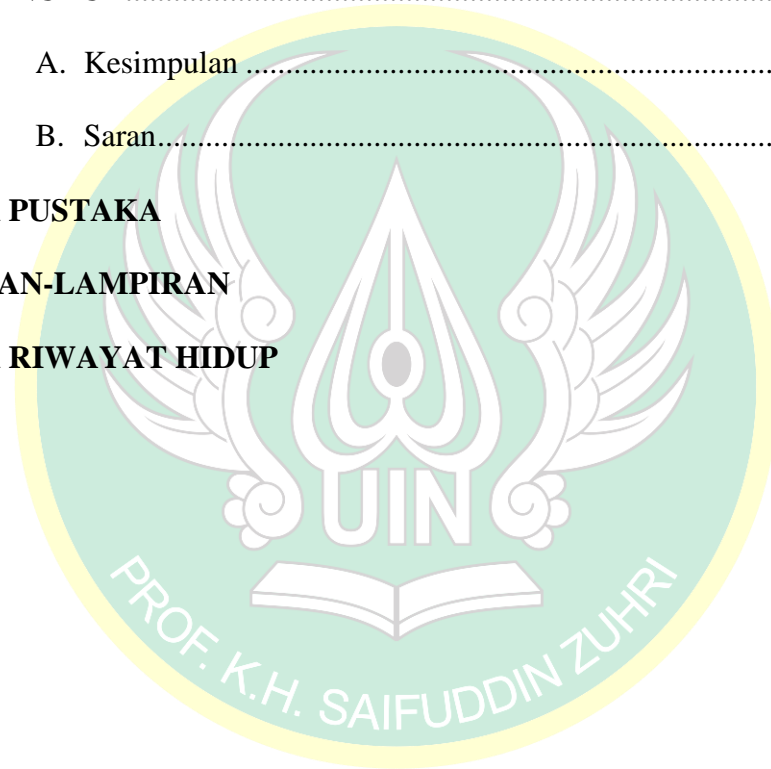 A. Kesimpulan ........................................................................
B. Saran.....................................................................................
PUSTAKA
AN-LAMPIRAN
RIWAYAT HIDUP
UIN
PROF. K.H. SAIFUDDIN ZUHRI